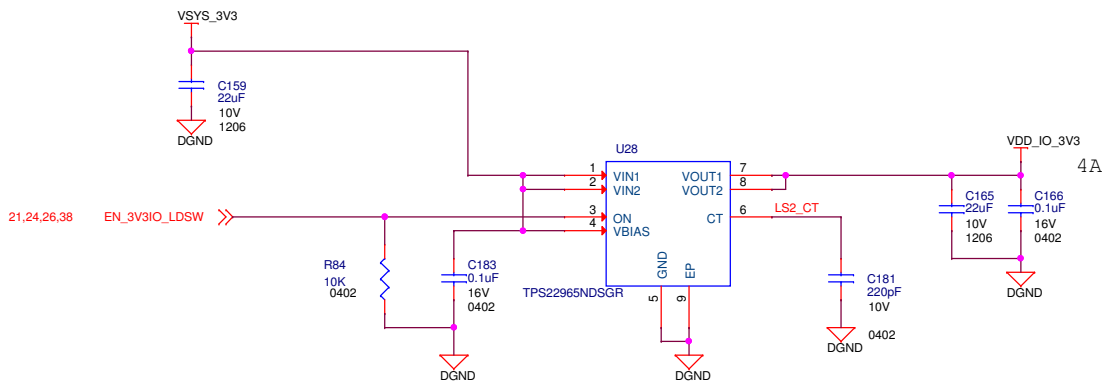 VSYS_3V3
C159
22uF
10V
1206
DGND
U28
VDD_IO_3V3
4A
1 VIN1 VOUT1 7
2 VIN2 VOUT2 8
21,24,26,38 EN_3V3IO_LDSW
3 ON CT 6 LS2_CT
4 VBIAS
C165
22uF
10V
1206
C166
0.1uF
16V
0402
DGND
R84
10K
0402
C183
0.1uF
16V
0402
GND EP
TPS22965NDSGR
5 9
C181
220pF
10V
0402
DGND
DGND
DGND